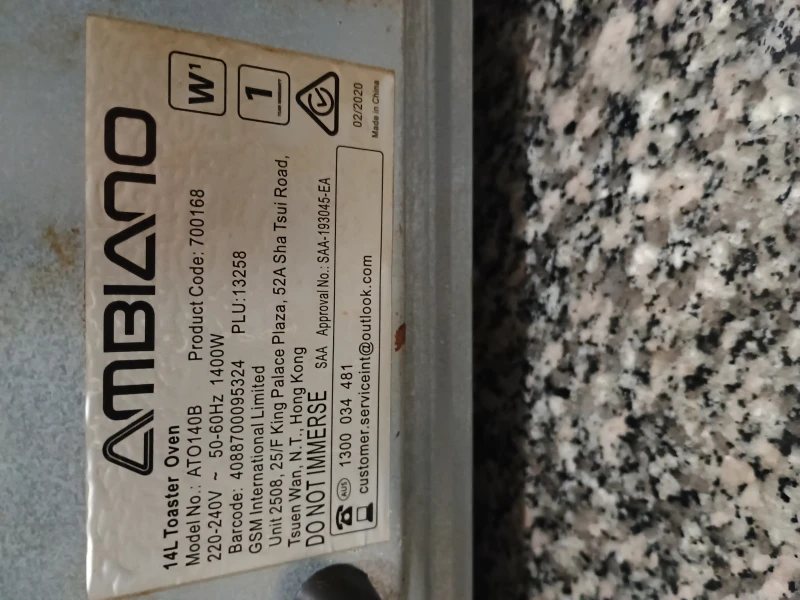 AMBIANO
14L Toaster Oven
Model No.: ATO140B Product Code: 700168
220-240V ~ 50-60Hz 1400W
Barcode: 4088700095324 PLU:13258
GSM International Limited
Unit 2508, 25/F King Palace Plaza, 52A Sha Tsui Road,
Tsuen Wan, N.T., Hong Kong
DO NOT IMMERSE SAA Approval No.: SAA-193045-EA
AUS 1300 034 481
customer.serviceint@outlook.com
W1
1
02/2020
Made in China